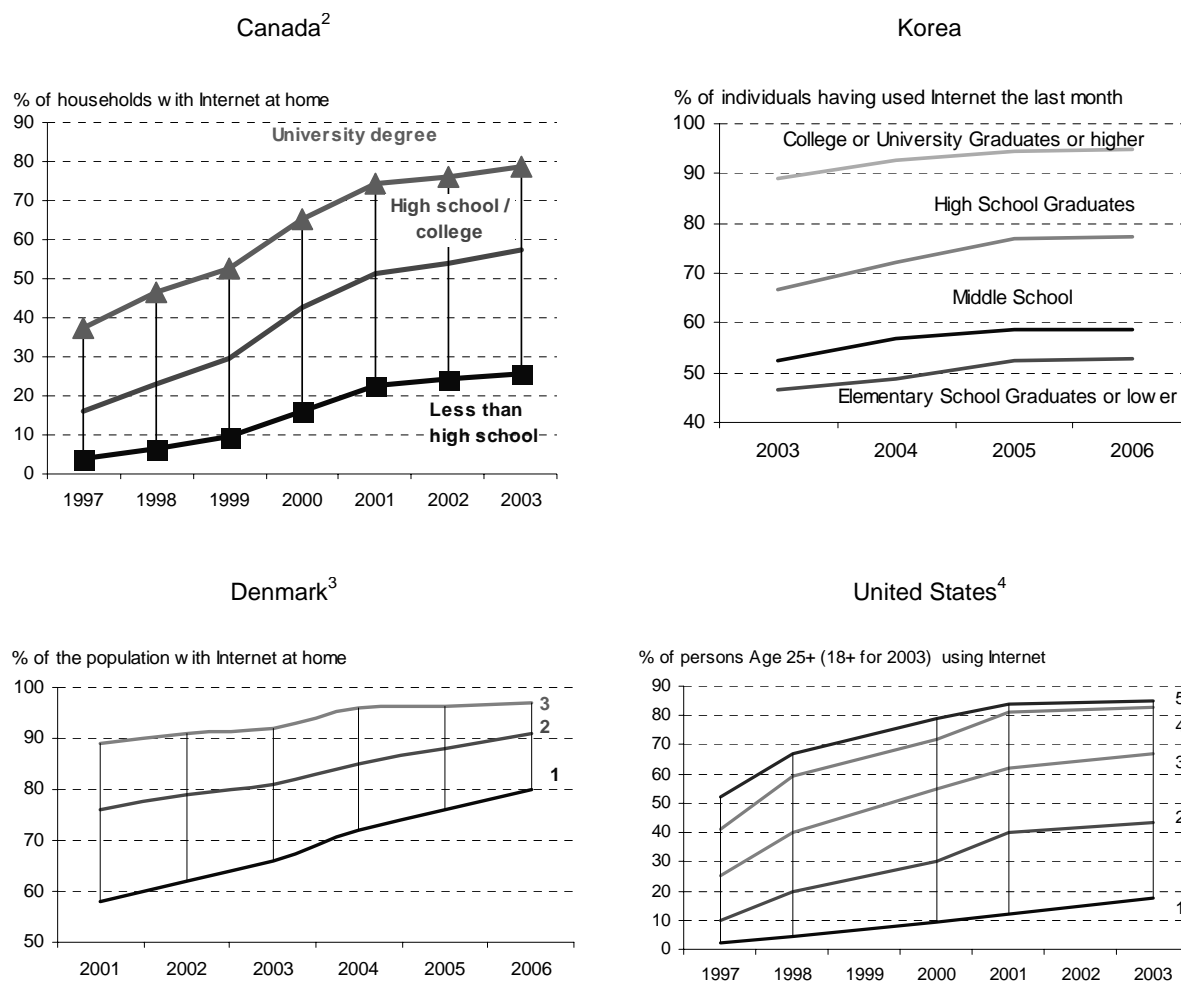 Canada2
% of households with Internet at home
90
80
70
60
50
40
30
20
10
0
University degree
High school /
college
Less than
high school
1997 1998 1999 2000 2001 2002 2003
Korea
% of individuals having used Internet the last month
100
90
80
70
60
50
40
College or University Graduates or higher
High School Graduates
Middle School
Elementary School Graduates or lower
2003 2004 2005 2006
Denmark3
% of the population with Internet at home
100
90
80
70
60
50
3
2
1
2001 2002 2003 2004 2005 2006
United States4
% of persons Age 25+ (18+ for 2003) using Internet
90
80
70
60
50
40
30
20
10
0
5
4
3
2
1
1997 1998 1999 2000 2001 2002 2003